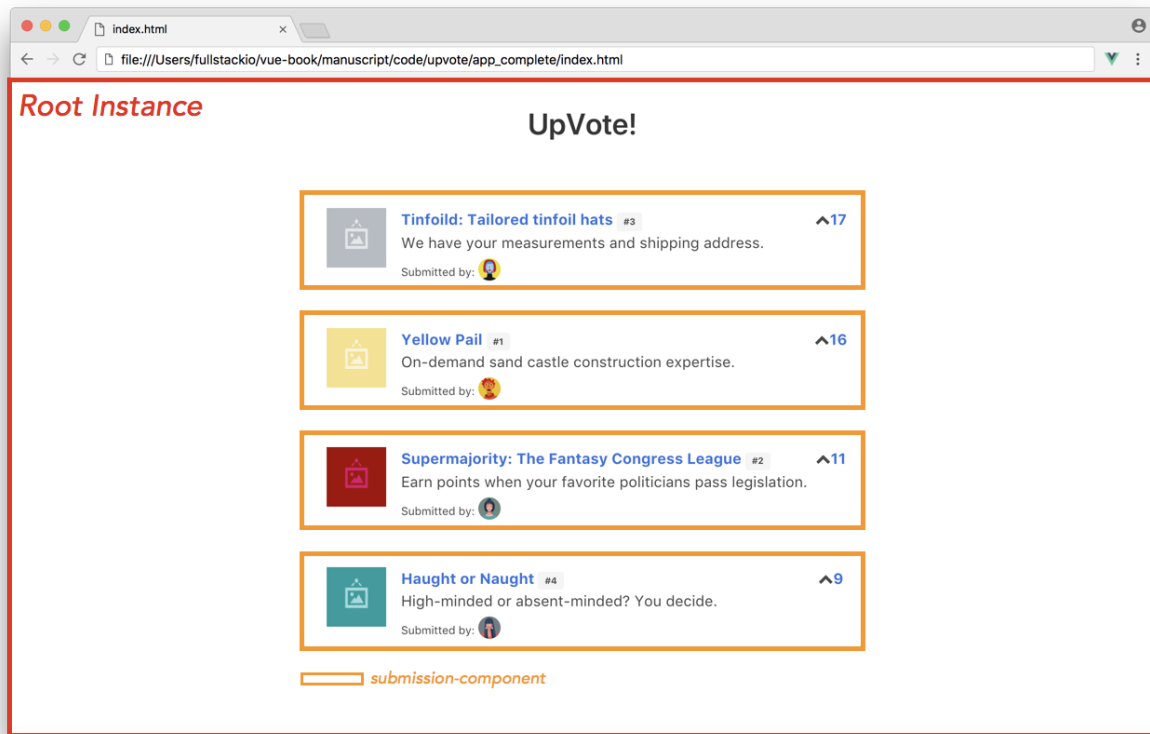 index.html
file:///Users/fullstackio/vue-book/manuscript/code/upvote/app_complete/index.html
Root Instance
UpVote!
Tinfoild: Tailored tinfoil hats #3 17
We have your measurements and shipping address.
Submitted by:
Yellow Pail #1 16
On-demand sand castle construction expertise.
Submitted by:
Supermajority: The Fantasy Congress League #2 11
Earn points when your favorite politicians pass legislation.
Submitted by:
Haught or Naught #4 9
High-minded or absent-minded? You decide.
Submitted by:
submission-component